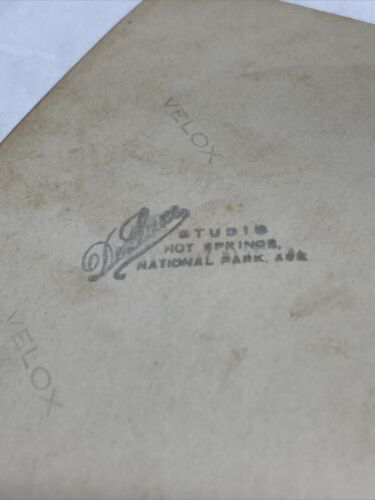 VELOX
STUDIO
HOT SPRINGS,
NATIONAL PARK, ARK.
VELOX